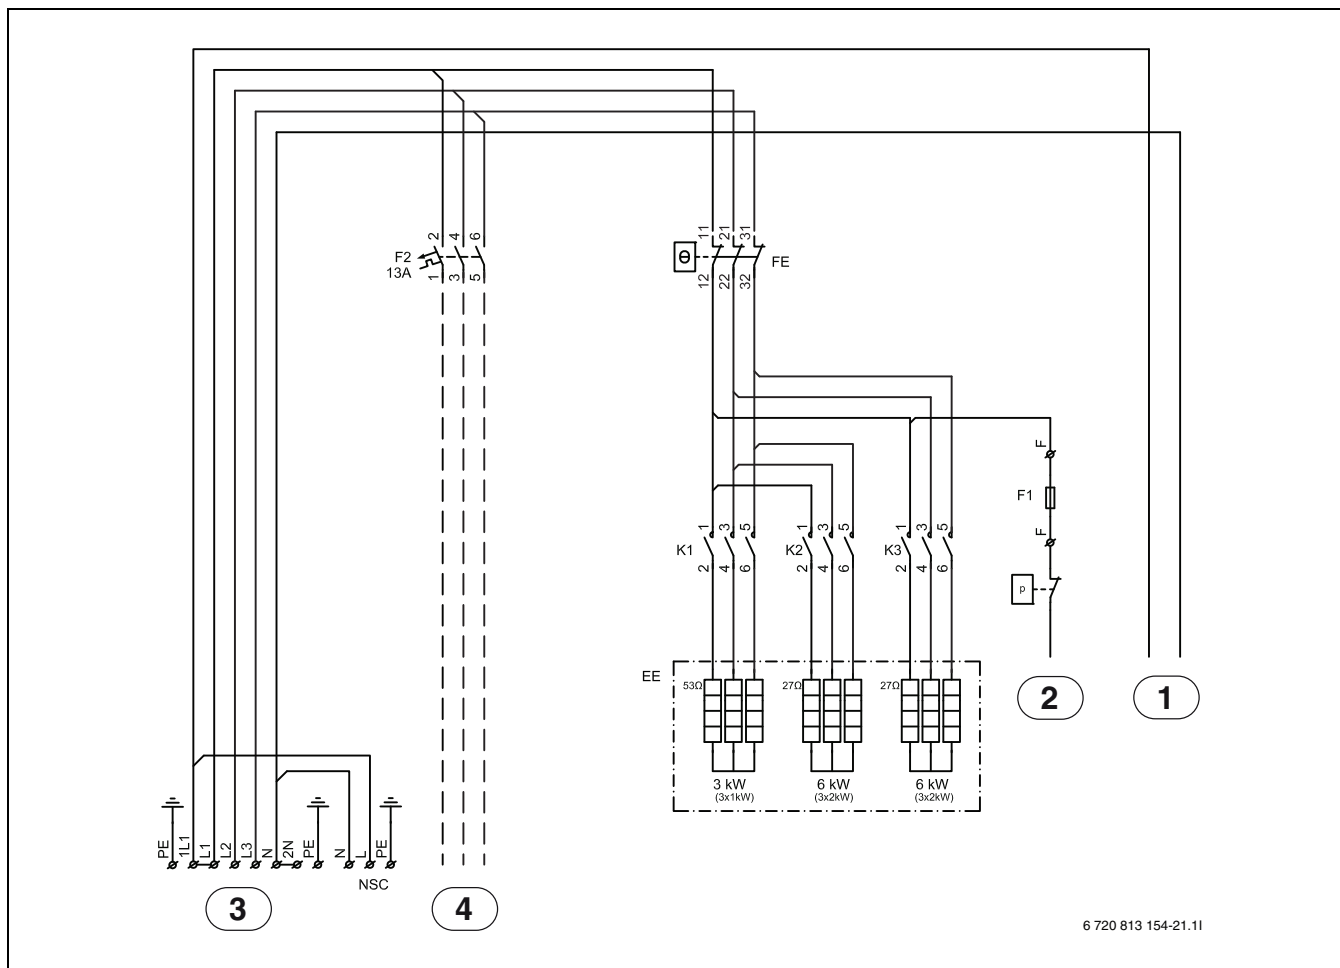 2 4 6
F2
13A
1 3 5
11 21 31
Θ
FE
12 22 32
F
F1
F
p
K1
1 3 5
2 4 6
K2
1 3 5
2 4 6
K3
1 3 5
2 4 6
EE
53Ω
27Ω
27Ω
3 kW
(3x1kW)
6 kW
(3x2kW)
6 kW
(3x2kW)
2
1
PE 1L1 L1 L2 L3 N 2N PE N L PE
NSC
3
4
6 720 813 154-21.1I